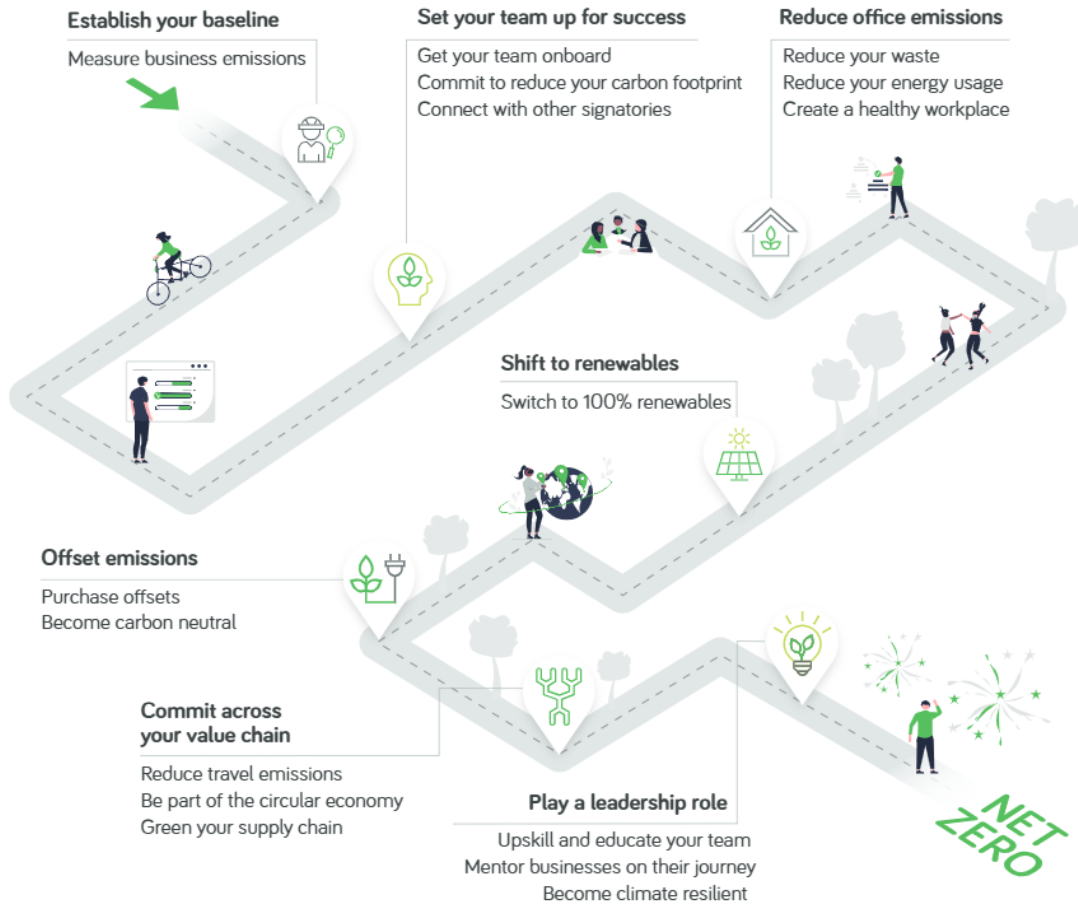 Establish your baseline
Measure business emissions
Set your team up for success
Get your team onboard
Commit to reduce your carbon footprint
Connect with other signatories
Reduce office emissions
Reduce your waste
Reduce your energy usage
Create a healthy workplace
Shift to renewables
Switch to 100% renewables
Offset emissions
Purchase offsets
Become carbon neutral
Commit across
your value chain
Reduce travel emissions
Be part of the circular economy
Green your supply chain
Play a leadership role
Upskill and educate your team
Mentor businesses on their journey
Become climate resilient
NET
ZERO